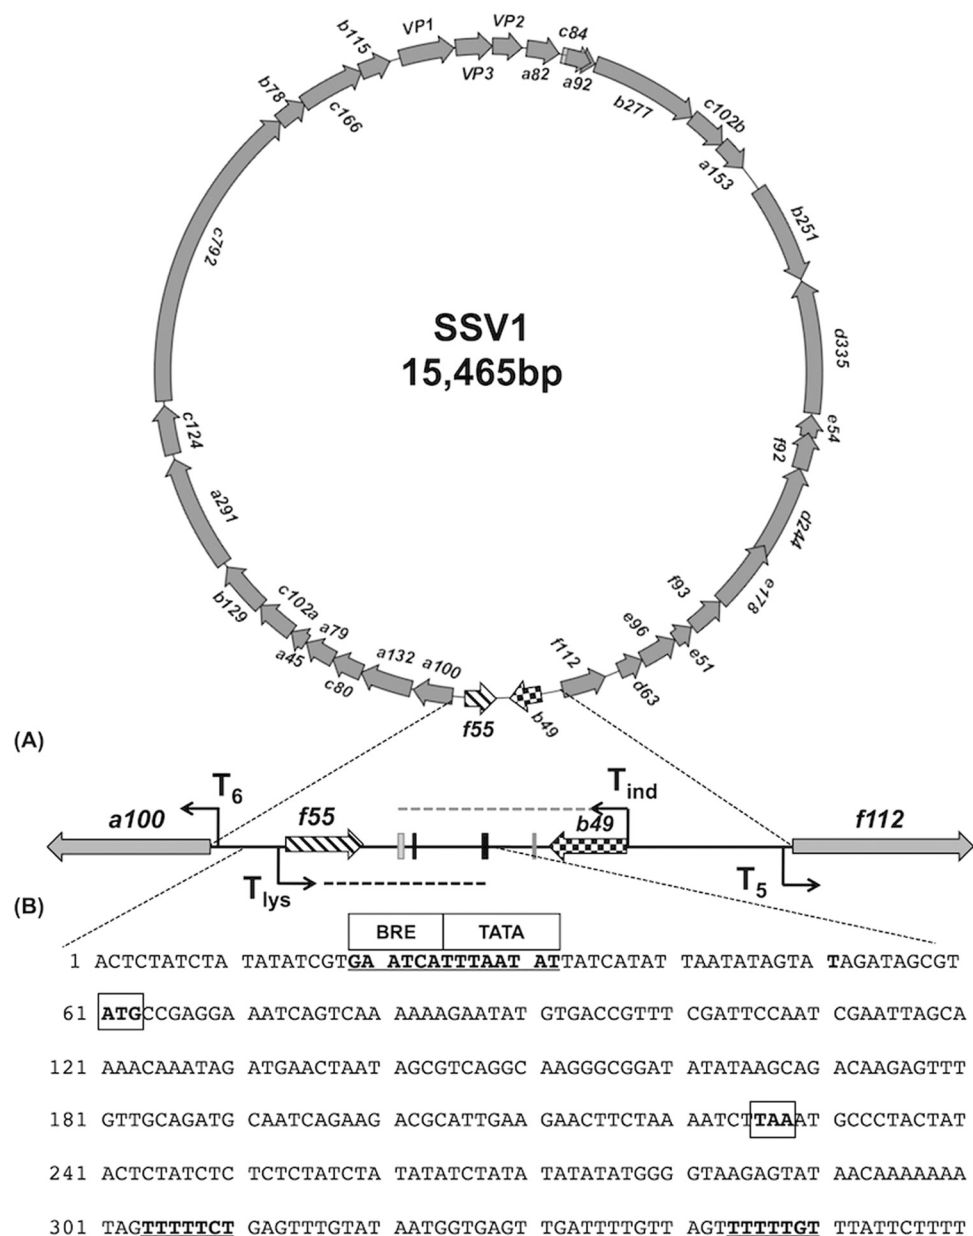 VP1
VP2
c84
b115
VP3
a82
a92
b78
c166
b277
c102b
a153
b251
c792
SSV1
15,465bp
d335
e54
c124
f92
a291
d244
f93
e178
b129
c102a
a79
e96
e51
a45
a132
a100
f112
c80
d63
f55
b49
(A)
T6
Tind
a100
f55
b49
f112
Tlys
T5
(B)
BRE TATA
1 ACTCTATCTA TATATCGTGA ATCATTTAAT ATTATCATAT TAATATAGTA TAGATAGCGT
61 ATGCCGAGGA AATCAGTCAA AAAAGAATAT GTGACCGTTT CGATTCCAAT CGAATTAGCA
121 AAACAAATAG ATGAACTAAT AGCGTCAGGC AAGGGCGGAT ATATAAGCAG ACAAGAGTTT
181 GTTGCAGATG CAATCAGAAG ACGCATTGAA GAACTTCTAA AATCTTAAAT GCCCTACTAT
241 ACTCTATCTC TCTCTATCTA TATATCTATA TATATATGGG GTAAGAGTAT AACAAAAAAA
301 TAGTTTTTCT GAGTTTGTAT AATGGTGAGT TGATTTTGTT AGTTTTTTGT TTATTCTTTT